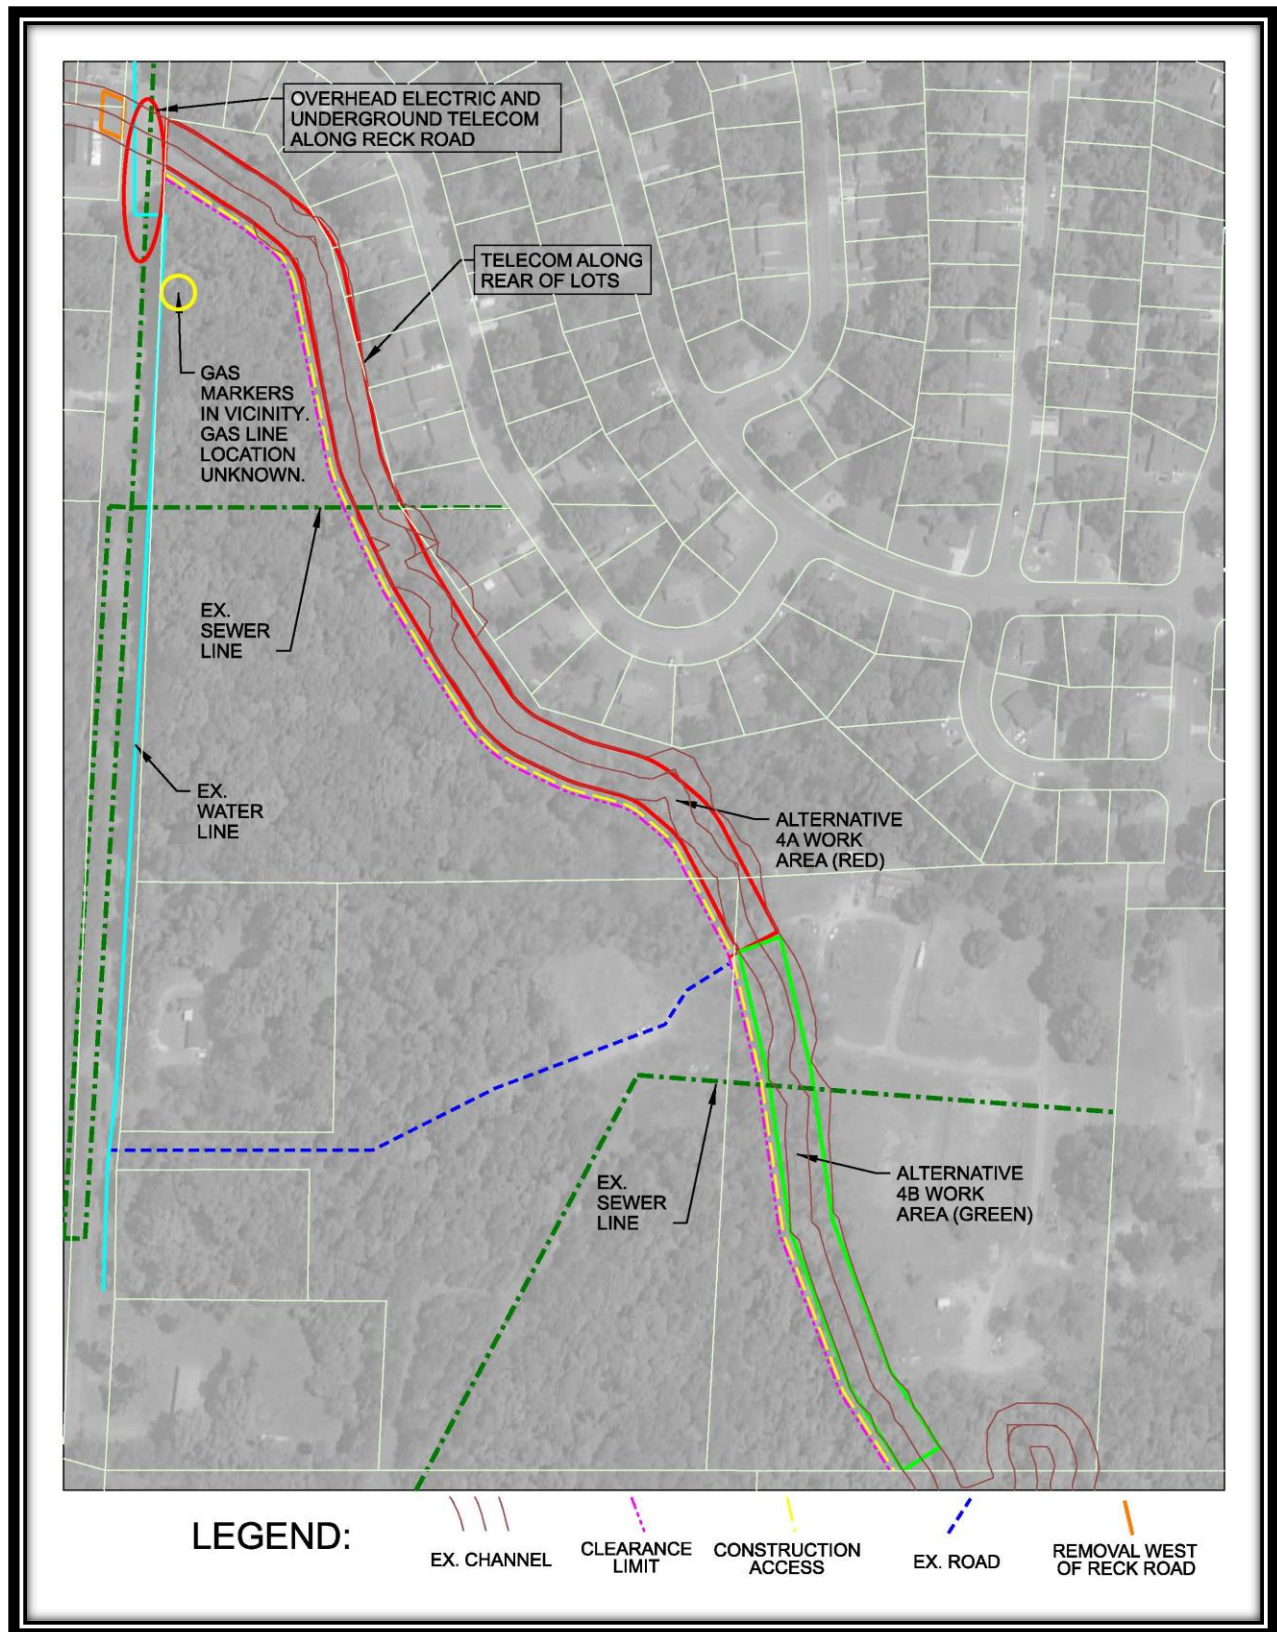 OVERHEAD ELECTRIC AND
UNDERGROUND TELECOM
ALONG RECK ROAD
TELECOM ALONG
REAR OF LOTS
GAS
MARKERS
IN VICINITY.
GAS LINE
LOCATION
UNKNOWN.
EX.
SEWER
LINE
EX.
WATER
LINE
ALTERNATIVE
4A WORK
AREA (RED)
EX.
SEWER
LINE
ALTERNATIVE
4B WORK
AREA (GREEN)
LEGEND:
EX. CHANNEL
CLEARANCE
LIMIT
CONSTRUCTION
ACCESS
EX. ROAD
REMOVAL WEST
OF RECK ROAD